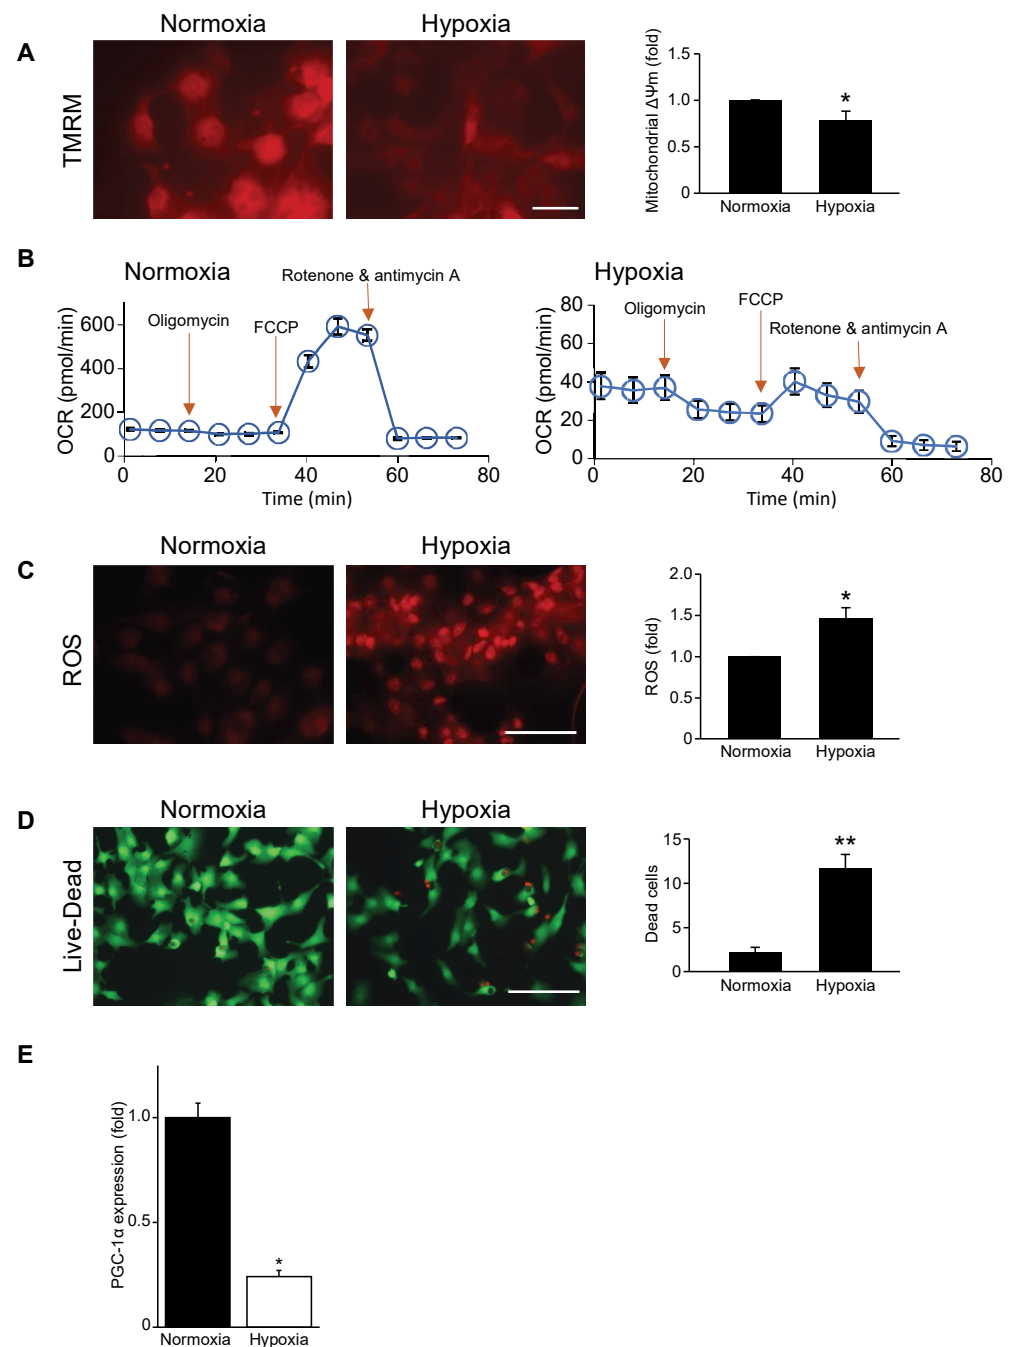 A
Normoxia
Hypoxia
TMRM
Mitochondrial ΔΨm (fold)
1.5
1.0
0.5
0
*
Normoxia
Hypoxia
B
Normoxia
Rotenone & antimycin A
Oligomycin
FCCP
OCR (pmol/min)
600
400
200
0
0
20
40
60
80
Time (min)
Hypoxia
FCCP
Oligomycin
Rotenone & antimycin A
OCR (pmol/min)
80
60
40
20
0
0
20
40
60
80
Time (min)
C
Normoxia
Hypoxia
ROS
ROS (fold)
2.0
1.5
1.0
0.5
0
*
Normoxia
Hypoxia
D
Normoxia
Hypoxia
Live-Dead
Dead cells
15
10
5
0
**
Normoxia
Hypoxia
E
PGC-1α expression (fold)
1.0
0.5
0
*
Normoxia
Hypoxia